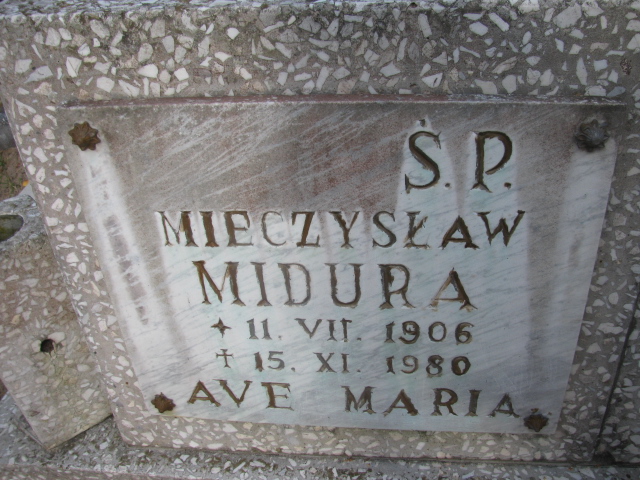 Ś.P.
MIECZYSŁAW
MIDURA
11. VII. 1906
† 15. XI. 1980
AVE MARIA